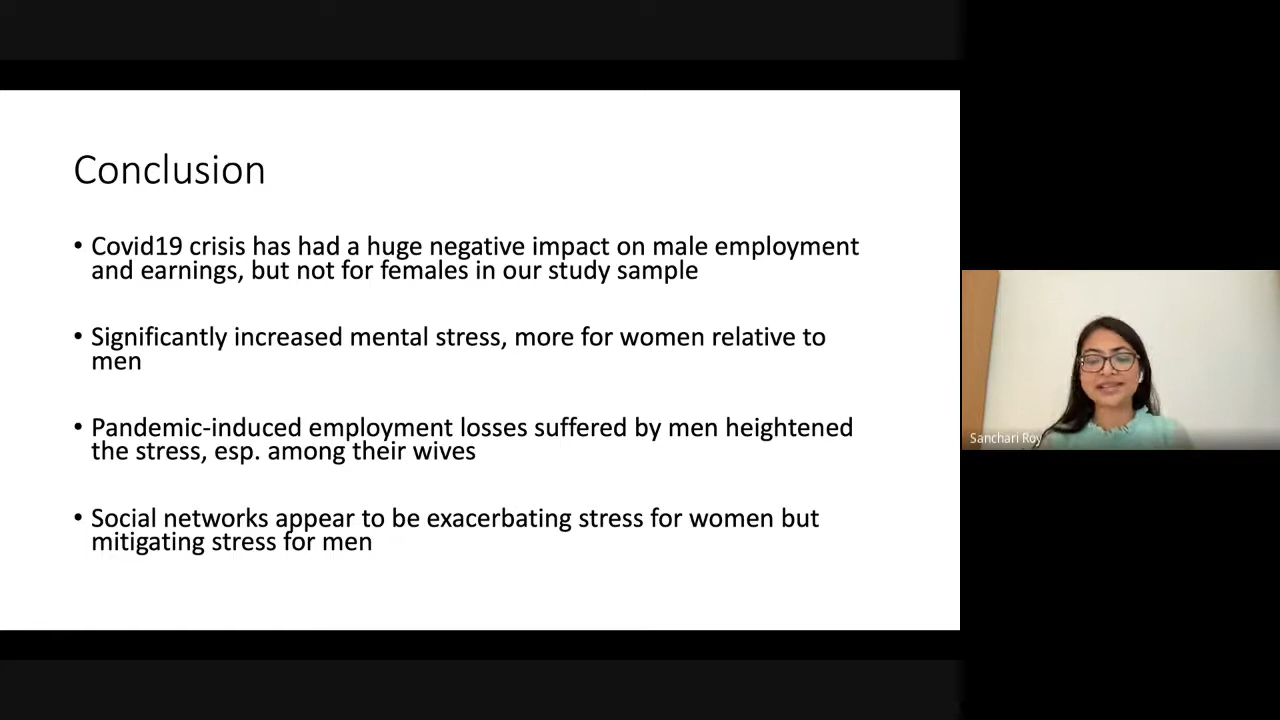 Conclusion
• Covid19 crisis has had a huge negative impact on male employment
and earnings, but not for females in our study sample
• Significantly increased mental stress, more for women relative to
men
• Pandemic-induced employment losses suffered by men heightened
the stress, esp. among their wives
• Social networks appear to be exacerbating stress for women but
mitigating stress for men
Sanchari Roy